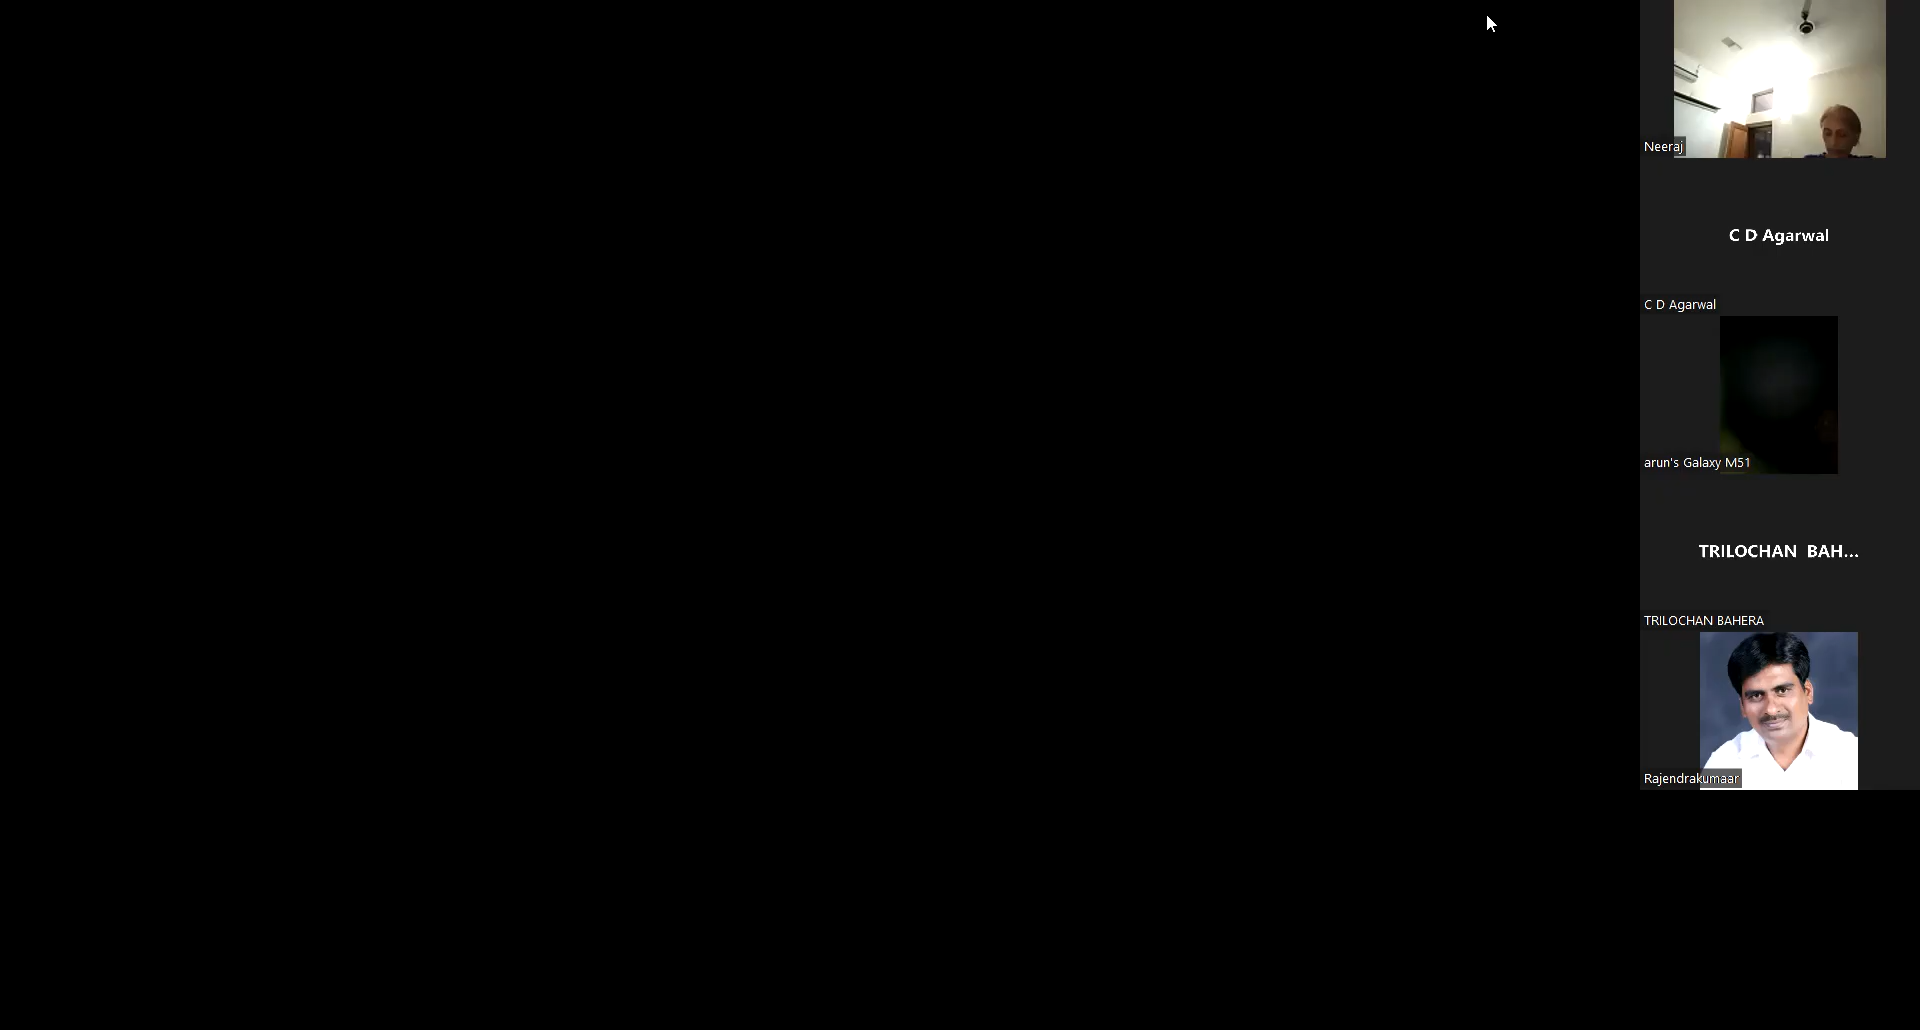 Neeraj
C D Agarwal
C D Agarwal
arun's Galaxy M51
TRILOCHAN BAH...
TRILOCHAN BAHERA
Rajendrakumaar